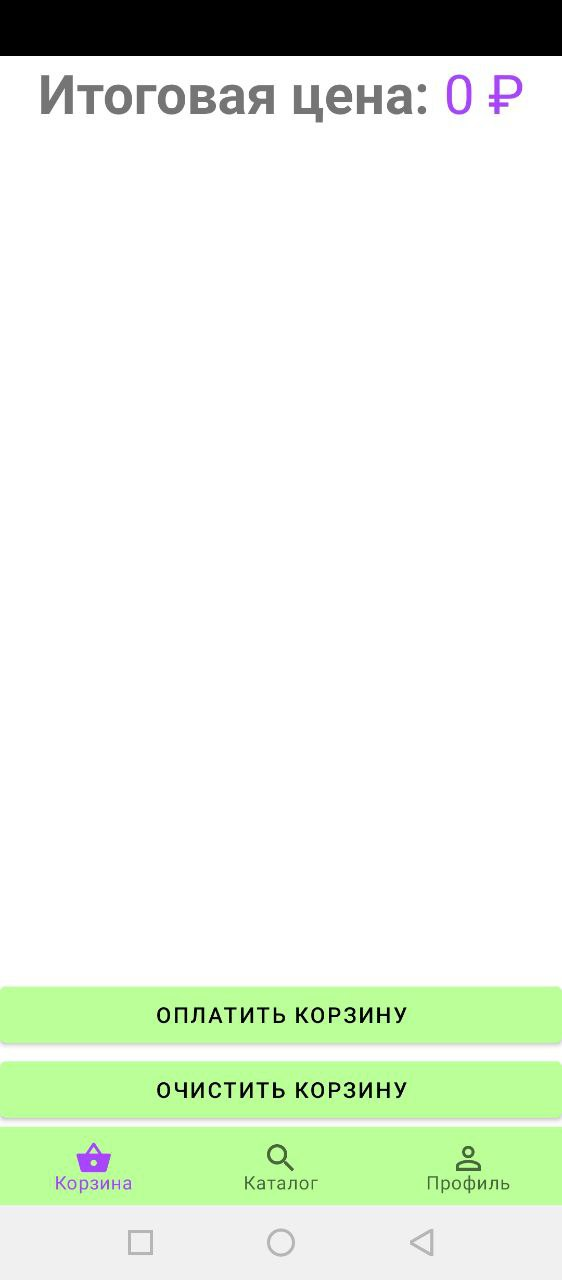 Итоговая цена: 0 ₽
ОПЛАТИТЬ КОРЗИНУ
ОЧИСТИТЬ КОРЗИНУ
Корзина Каталог Профиль